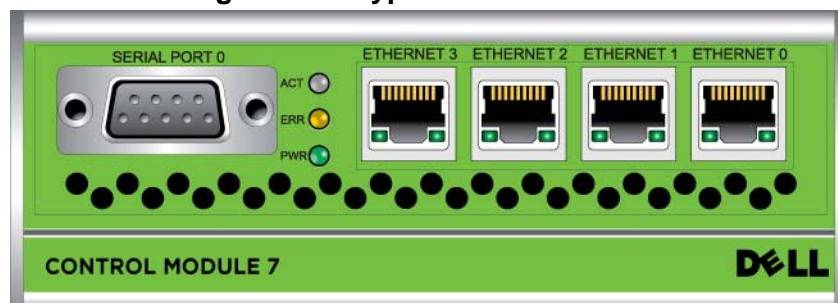 SERIAL PORT 0
ACT
ERR
PWR
ETHERNET 3 ETHERNET 2 ETHERNET 1 ETHERNET 0
CONTROL MODULE 7
DELL